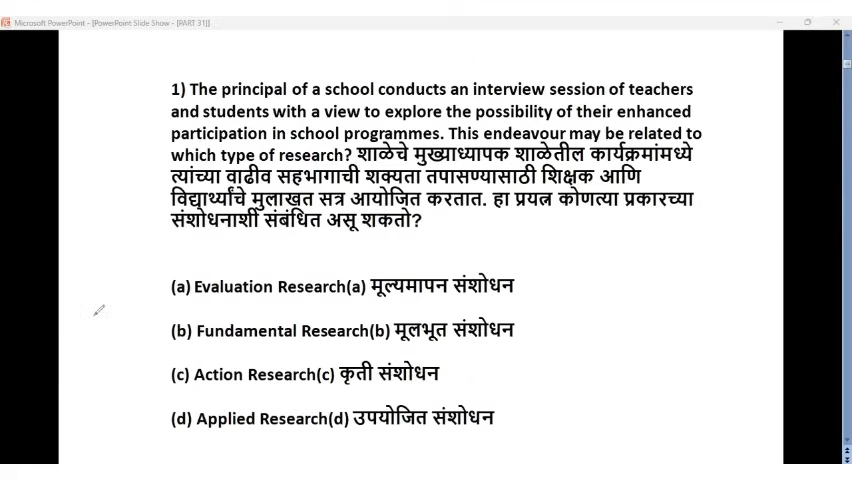 Microsoft PowerPoint - [PowerPoint Slide Show - [PART 31]]
1) The principal of a school conducts an interview session of teachers
and students with a view to explore the possibility of their enhanced
participation in school programmes. This endeavour may be related to
which type of research? शाळेचे मुख्याध्यापक शाळेतील कार्यक्रमांमध्ये
त्यांच्या वाढीव सहभागाची शक्यता तपासण्यासाठी शिक्षक आणि
विद्यार्थ्यांचे मुलाखत सत्र आयोजित करतात. हा प्रयत्न कोणत्या प्रकारच्या
संशोधनाशी संबंधित असू शकतो?
(a) Evaluation Research(a) मूल्यमापन संशोधन
(b) Fundamental Research(b) मूलभूत संशोधन
(c) Action Research(c) कृती संशोधन
(d) Applied Research(d) उपयोजित संशोधन